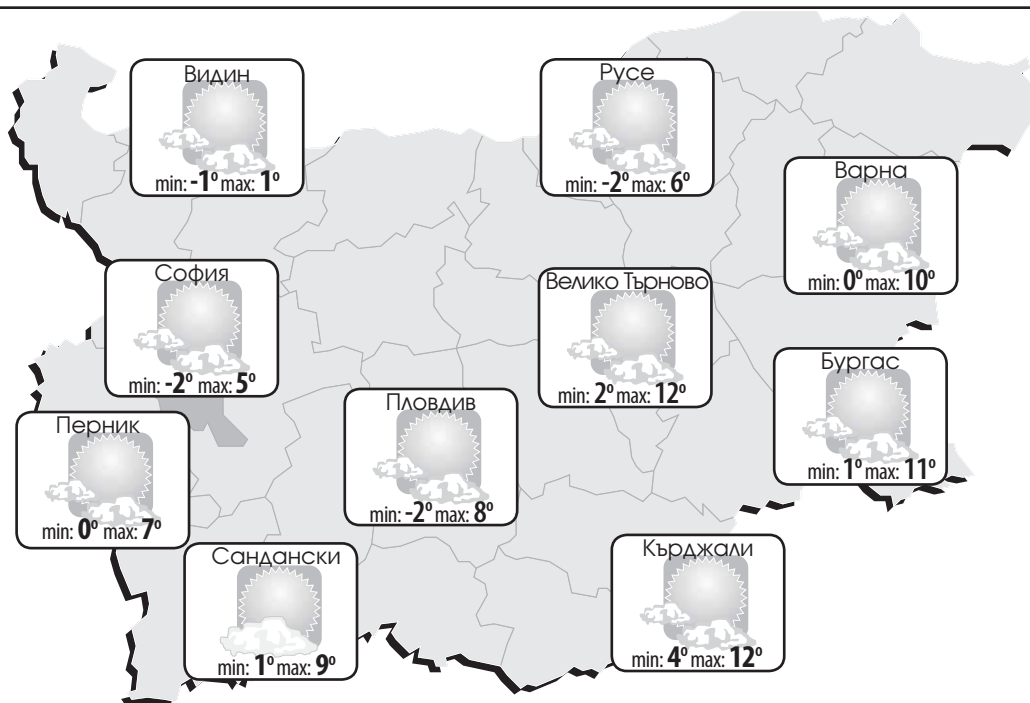 Видин
min: -1° max: 1°
Русе
min: -2° max: 6°
Варна
min: 0° max: 10°
София
min: -2° max: 5°
Велико Търново
min: 2° max: 12°
Бургас
min: 1° max: 11°
Пловдив
min: -2° max: 8°
Перник
min: 0° max: 7°
Сандански
min: 1° max: 9°
Кърджали
min: 4° max: 12°